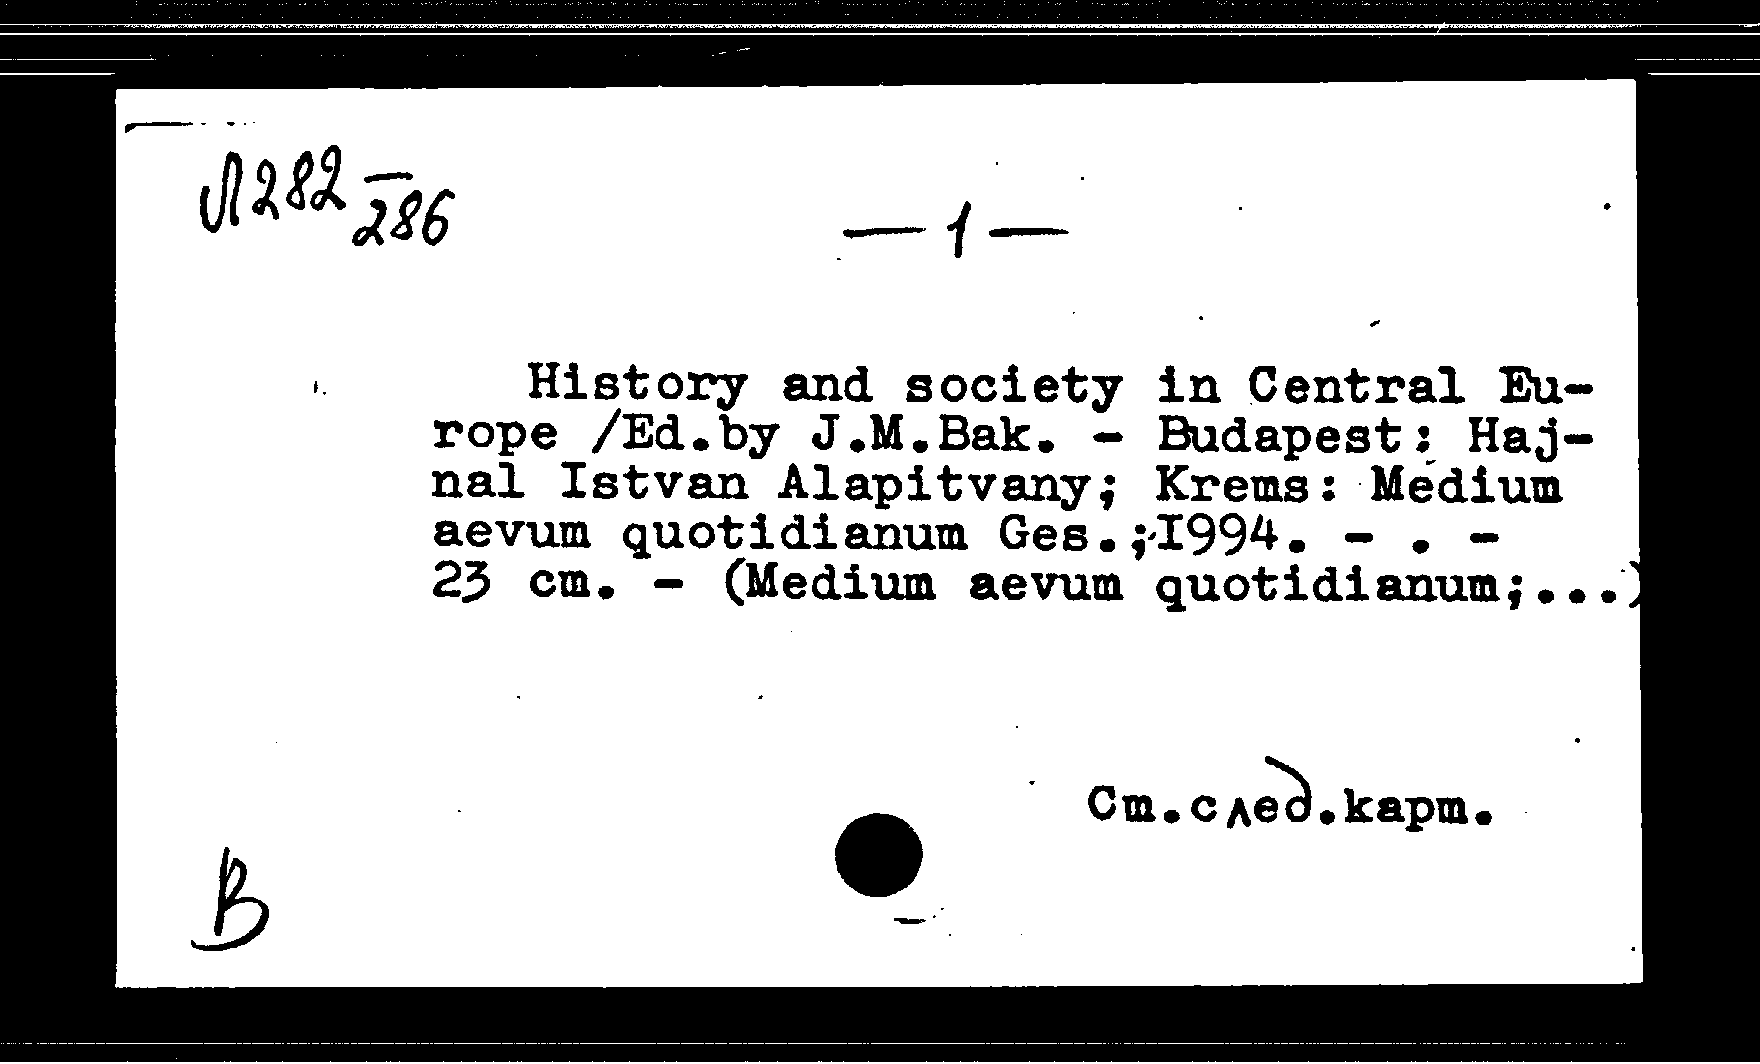 Л282
286
— 1 —
History and society in Central Eu-
rope /Ed.by J.M.Bak. - Budapest: Haj-
nal Istvan Alapitvany; Krems: Medium
aevum quotidianum Ges.;1994. - . -
23 cm. - (Medium aevum quotidianum;...)
Ст.след.карт.
В